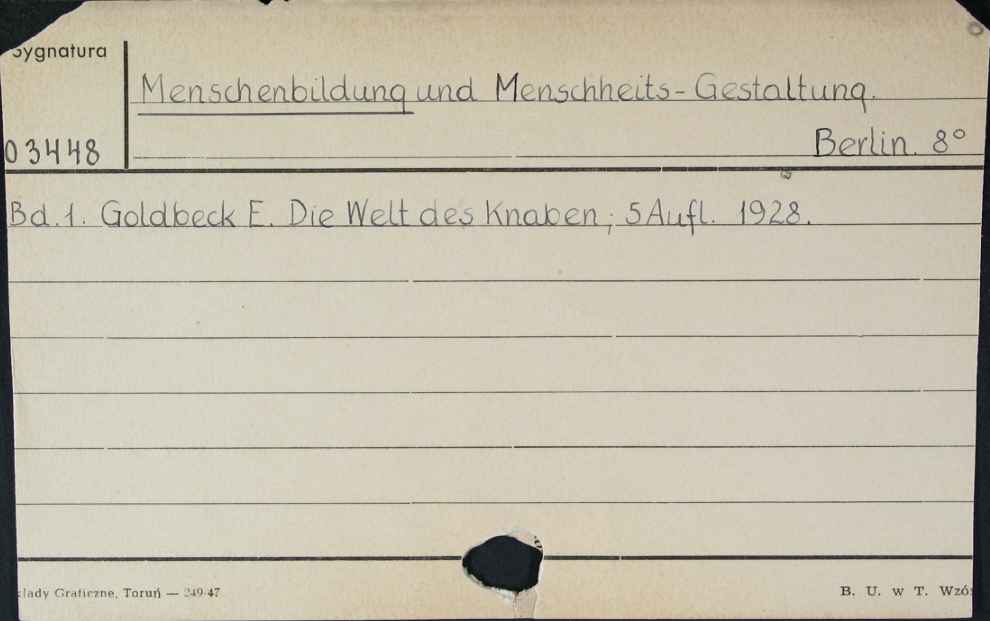 Sygnatura
Menschenbildung und Menschheits-Gestaltung.
03448
Berlin. 8°
Bd. 1. Goldbeck E. Die Welt des Knaben; 5 Aufl. 1928.
kłady Graficzne, Toruń — 249-47
B. U. w T. Wzó